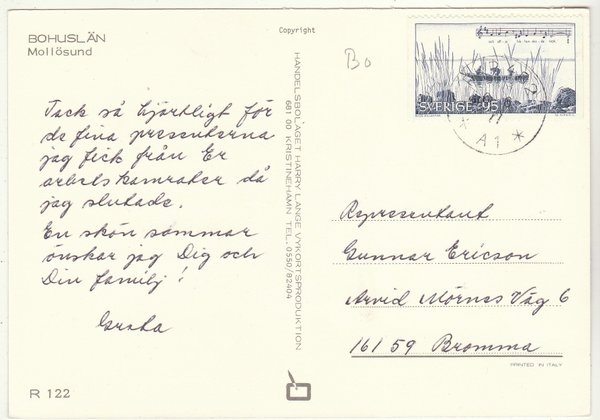 BOHUSLÄN
Mollösund
Copyright
Bo
SVERIGE 95
A1
Tack så hjärtligt för
de fina presenterna
jag fick från Er
arbetskamrater då
jag slutade.
En skön sommar
önskar jag Dig och
Din familj!
HANDELSBOLAGET HARRY LANGE VYKORTSPRODUKTION
681 00 KRISTINEHAMN TEL. 0550/82404
Representant
Gunnar Ericson
Arvid Mörnes Väg 6
161 59 Bromma
PRINTED IN ITALY
R 122